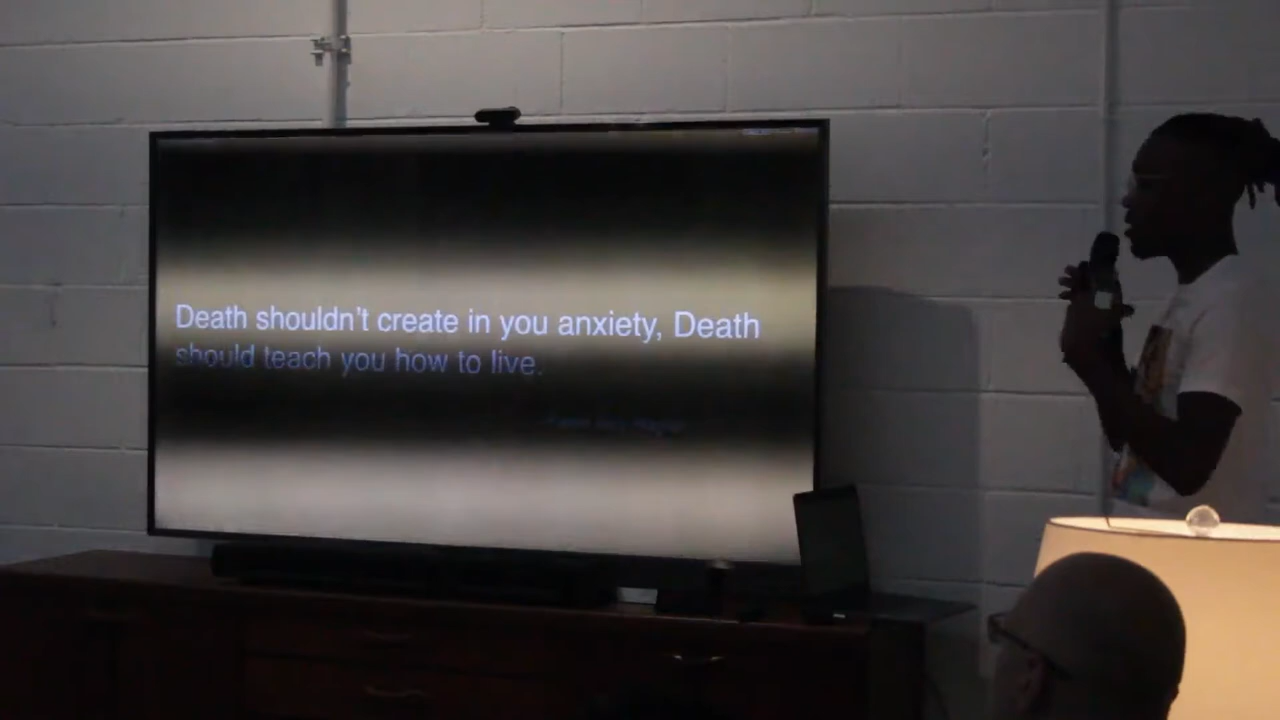 Death shouldn't create in you anxiety, Death
should teach you how to live.